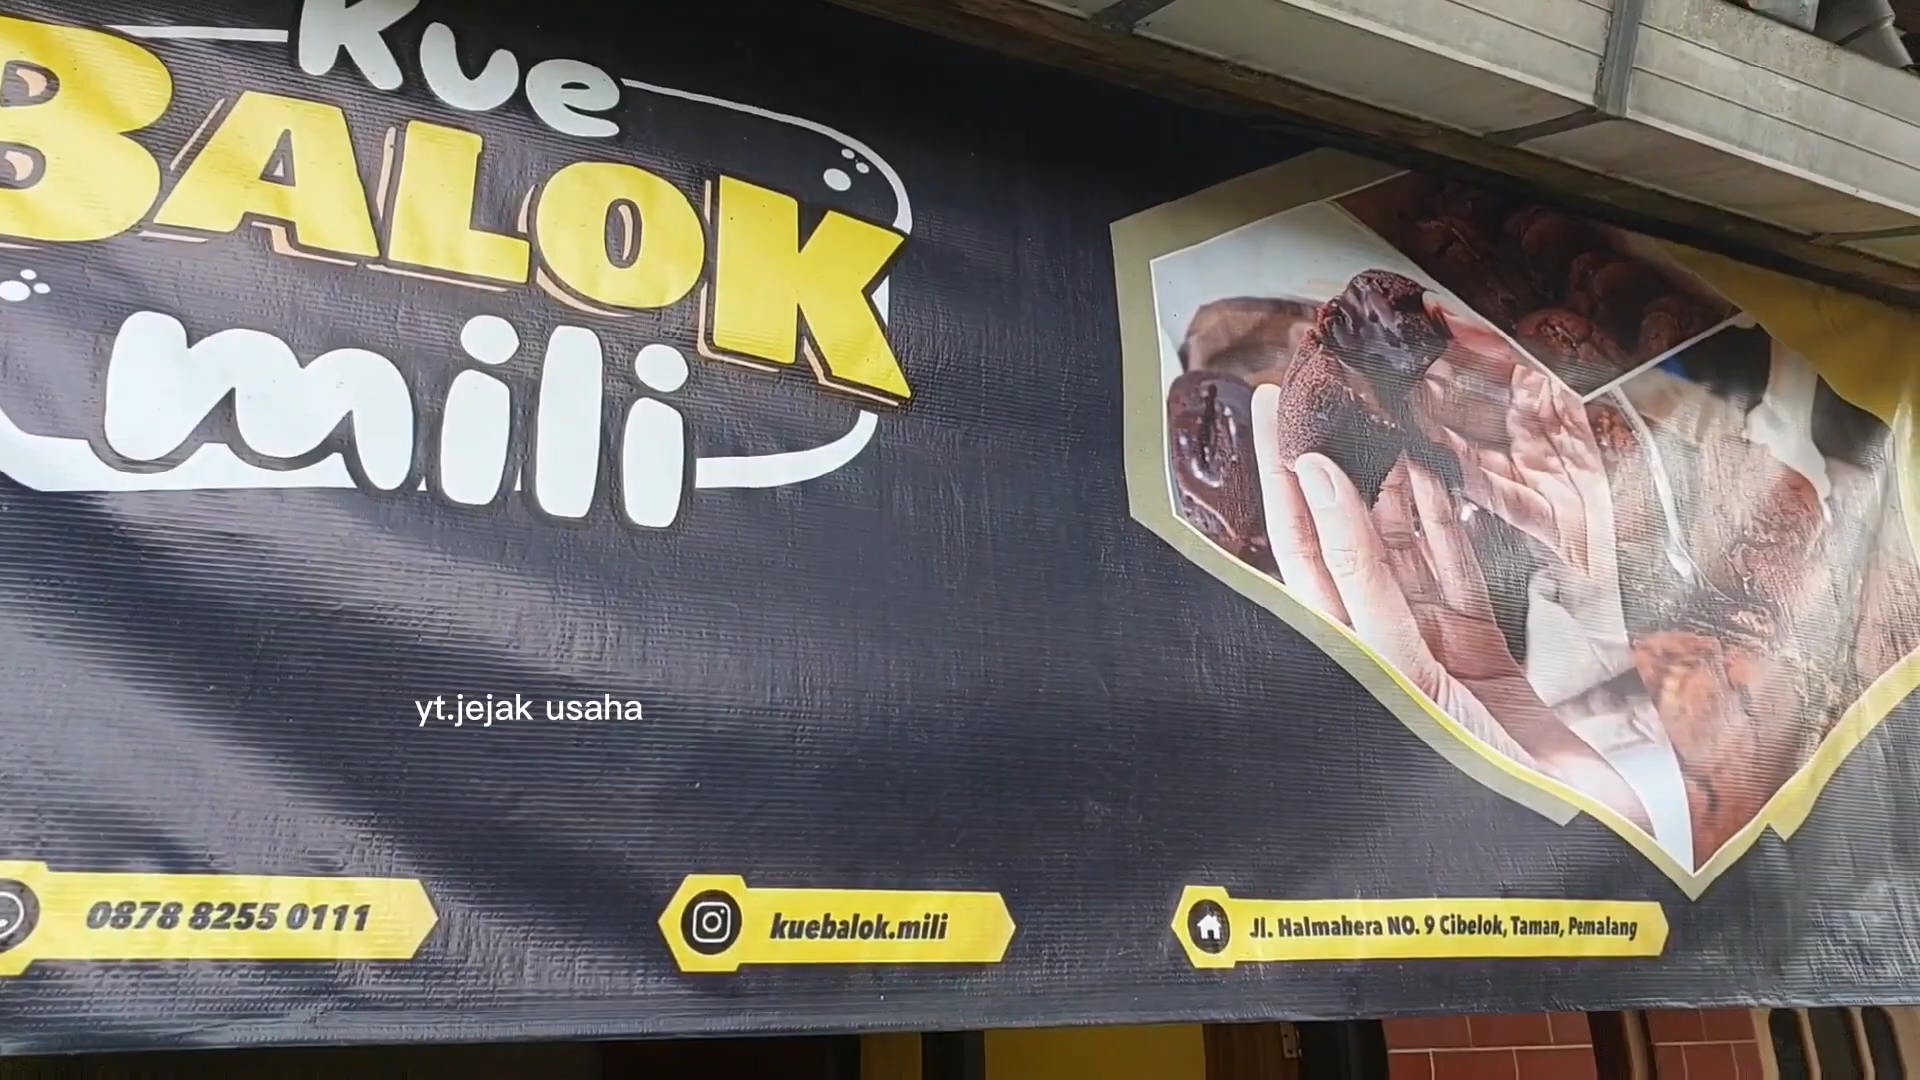 Kue
BALOK
mili
yt.jejak usaha
0878 8255 0111
kuebalok.mili
Jl. Halmahera NO. 9 Cibelok, Taman, Pemalang